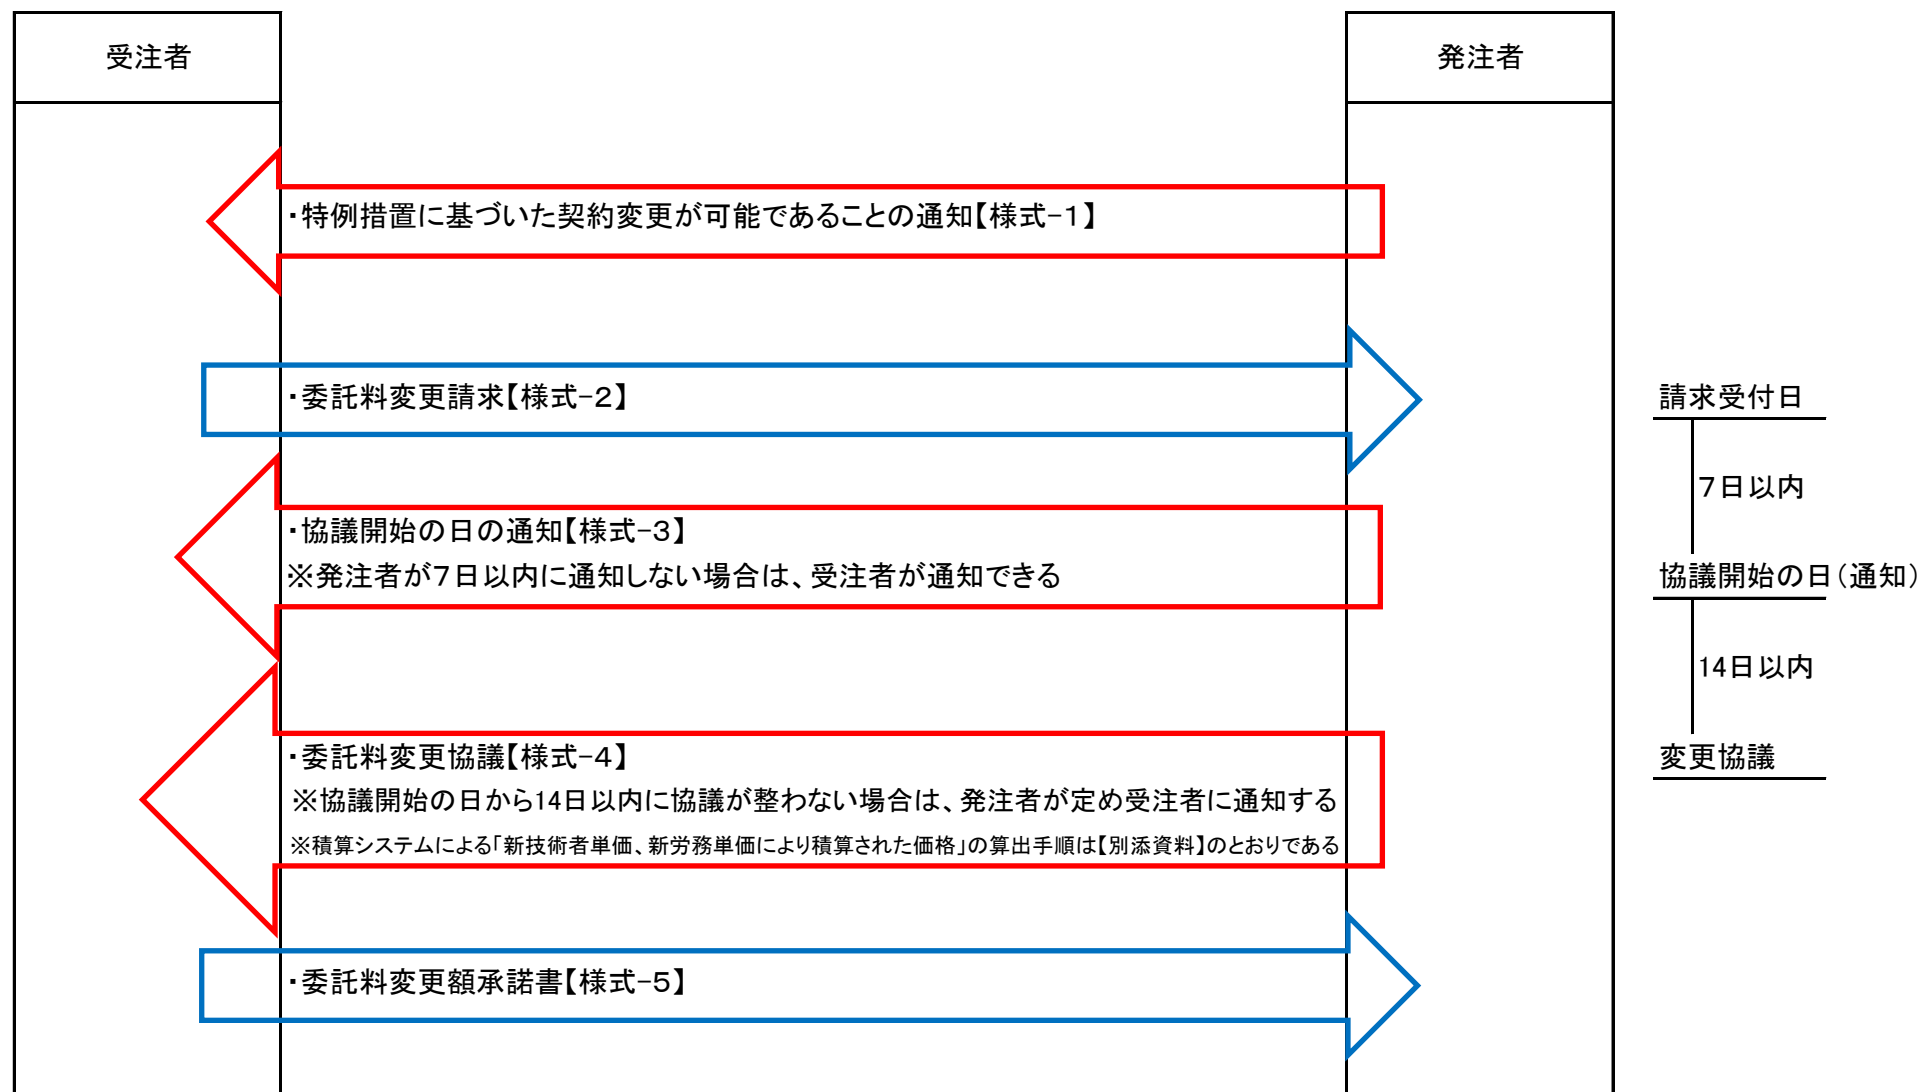 受注者
発注者
・特例措置に基づいた契約変更が可能であることの通知【様式−１】
・委託料変更請求【様式−２】
請求受付日
７日以内
・協議開始の日の通知【様式−３】
※発注者が７日以内に通知しない場合は、受注者が通知できる
協議開始の日（通知）
14日以内
・委託料変更協議【様式−４】
変更協議
※協議開始の日から14日以内に協議が整わない場合は、発注者が定め受注者に通知する
※積算システムによる「新技術者単価、新労務単価により積算された価格」の算出手順は【別添資料】のとおりである
・委託料変更額承諾書【様式−５】